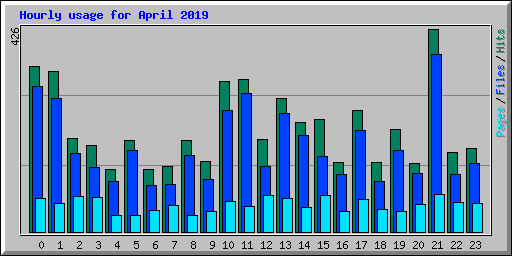 Hourly usage for April 2019
426
Pages/Files/Hits
0 1 2 3 4 5 6 7 8 9 10 11 12 13 14 15 16 17 18 19 20 21 22 23